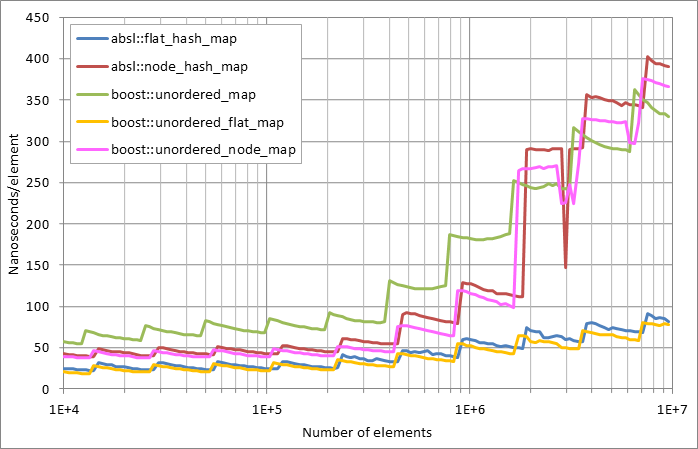 450
400
350
300
250
200
150
100
50
0
Nanoseconds/element
absl::flat_hash_map
absl::node_hash_map
boost::unordered_map
boost::unordered_flat_map
boost::unordered_node_map
1E+4 1E+5 1E+6 1E+7
Number of elements